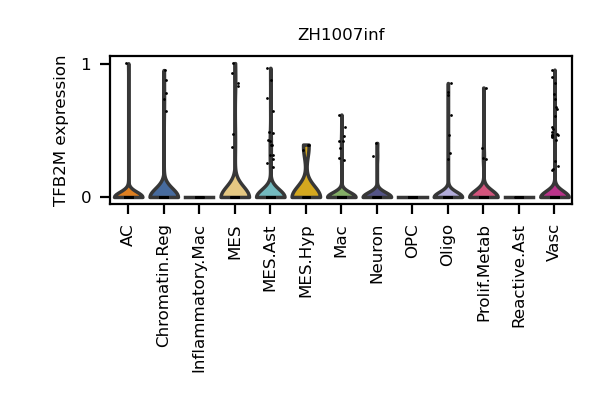 ZH1007inf
TFB2M expression
1
0
AC
Chromatin.Reg
Inflammatory.Mac
MES
MES.Ast
MES.Hyp
Mac
Neuron
OPC
Oligo
Prolif.Metab
Reactive.Ast
Vasc